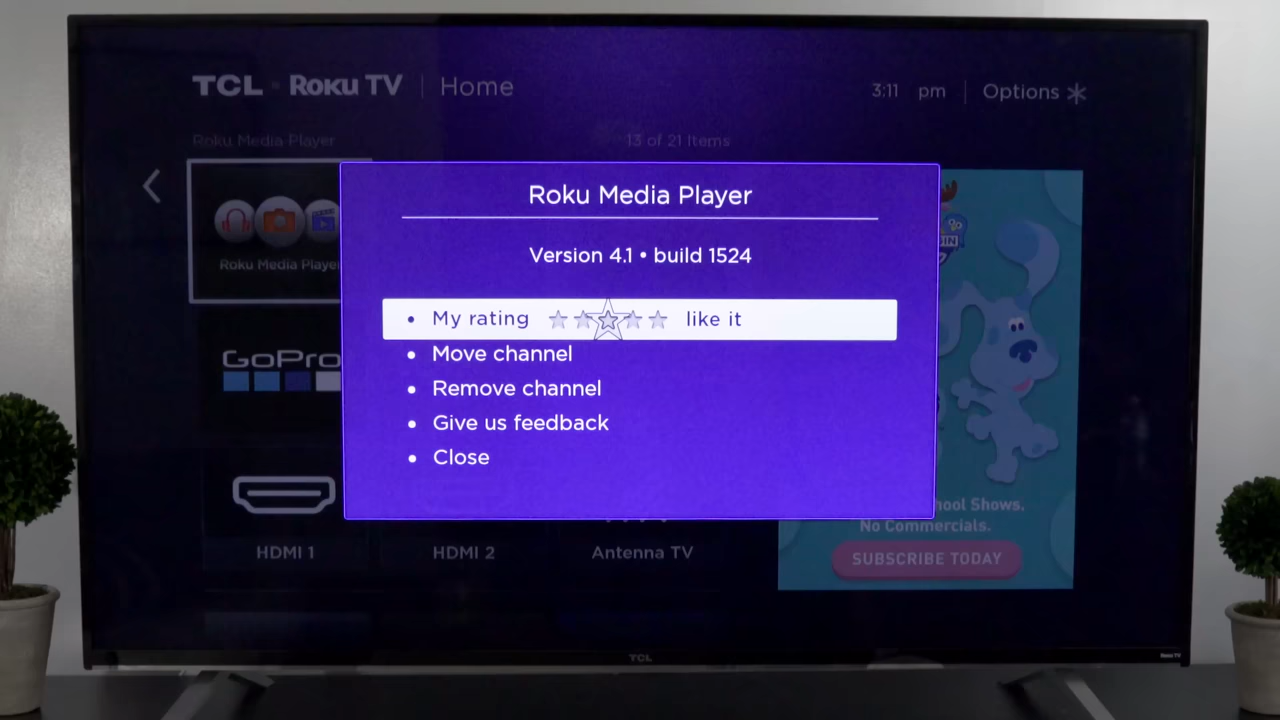 TCL • Roku TV | Home
3:11 pm | Options
Roku Media Player
13 of 21 Items
Roku Media Player
Version 4.1 • build 1524
• My rating like it
• Move channel
• Remove channel
• Give us feedback
• Close
Roku Media Player
GoPro
HDMI 1
HDMI 2
Antenna TV
Shows,
No Commercials.
SUBSCRIBE TODAY
TCL
Roku TV